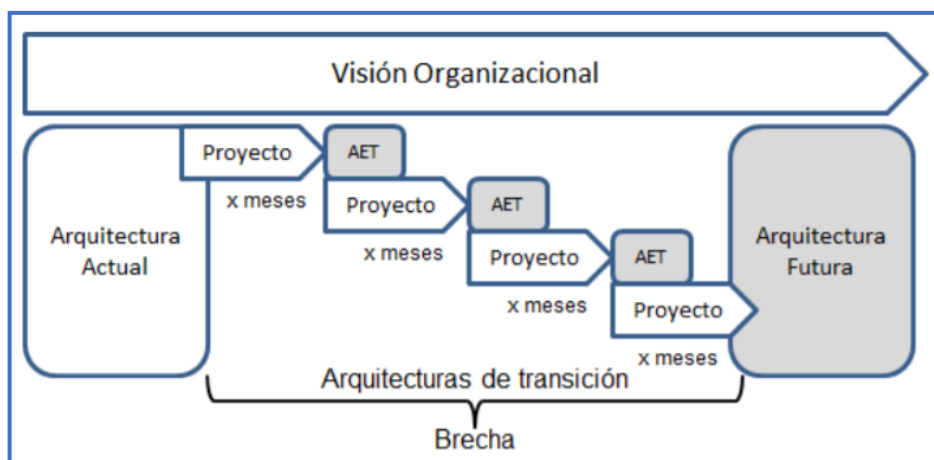 Visión Organizacional
Proyecto
AET
x meses
Proyecto
AET
x meses
Proyecto
AET
x meses
Proyecto
x meses
Arquitectura
Actual
Arquitectura
Futura
Arquitecturas de transición
Brecha